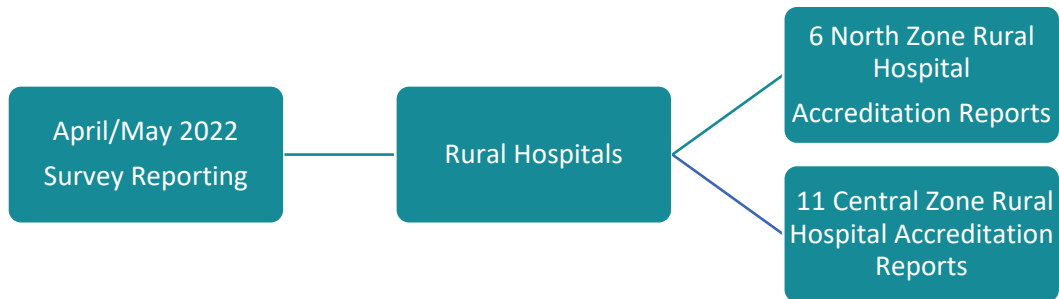 April/May 2022
Survey Reporting
Rural Hospitals
6 North Zone Rural
Hospital
Accreditation Reports
11 Central Zone Rural
Hospital Accreditation
Reports